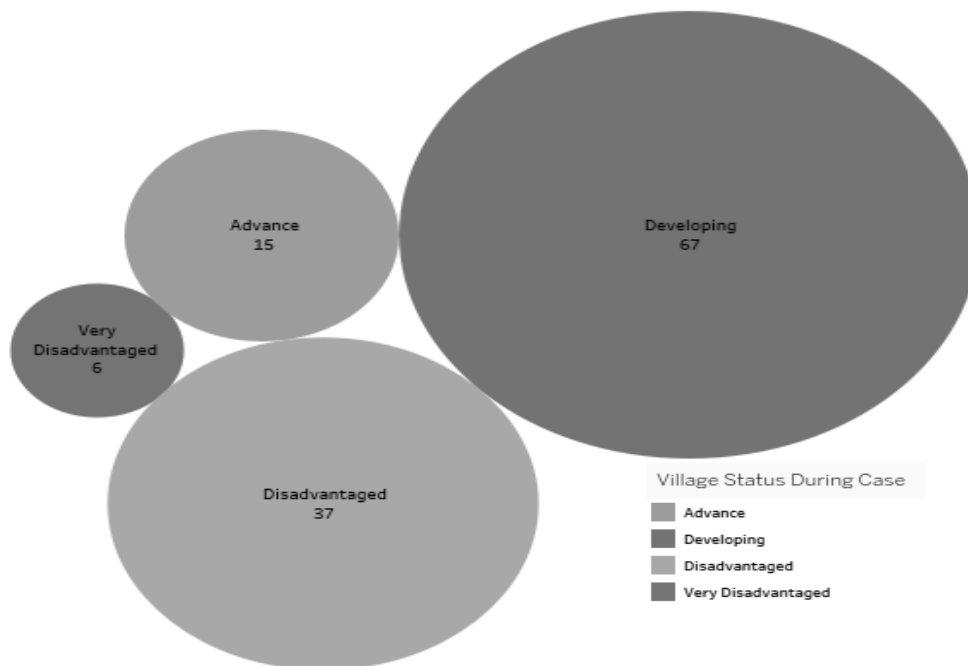 Advance
15
Developing
67
Very
Disadvantaged
6
Disadvantaged
37
Village Status During Case
Advance
Developing
Disadvantaged
Very Disadvantaged